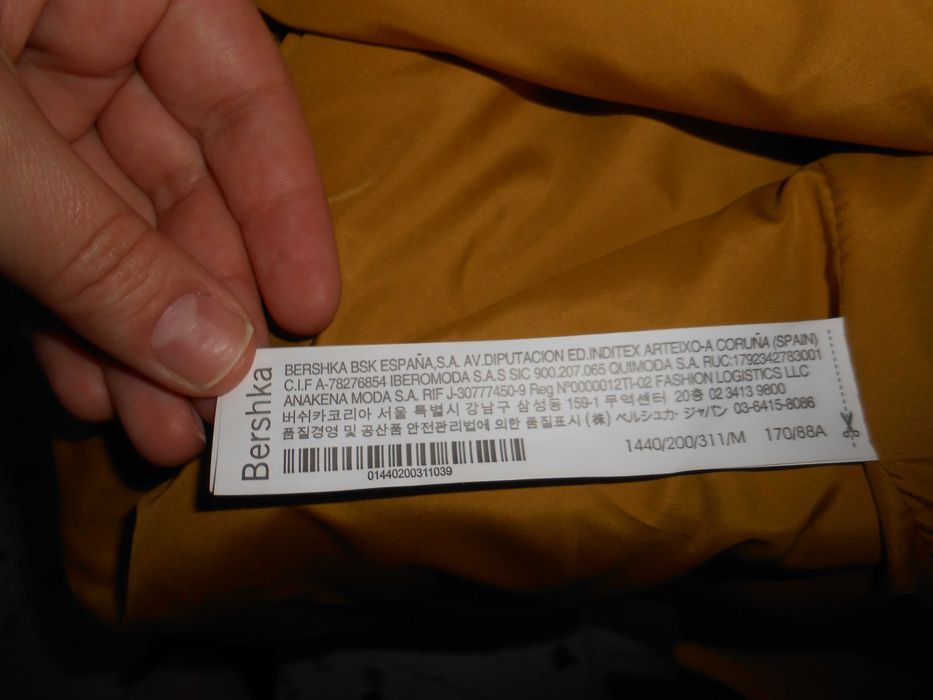 Bershka
BERSHKA BSK ESPAÑA,S.A. AV.DIPUTACION ED.INDITEX ARTEIXO-A CORUÑA (SPAIN)
C.I.F A-78276854 IBEROMODA S.A.S SIC 900.207.065 QUIMODA S.A. RUC:1792342783001
ANAKENA MODA S.A. RIF J-30777450-9 Reg Nº0000012TI-02 FASHION LOGISTICS LLC
버쉬카코리아 서울 특별시 강남구 삼성동 159-1 무역센터 20층 02 3413 9800
품질경영 및 공산품 안전관리법에 의한 품질표시 (株) ベルシュカ・ジャパン 03-6415-8086
01440200311039
1440/200/311/M 170/88A